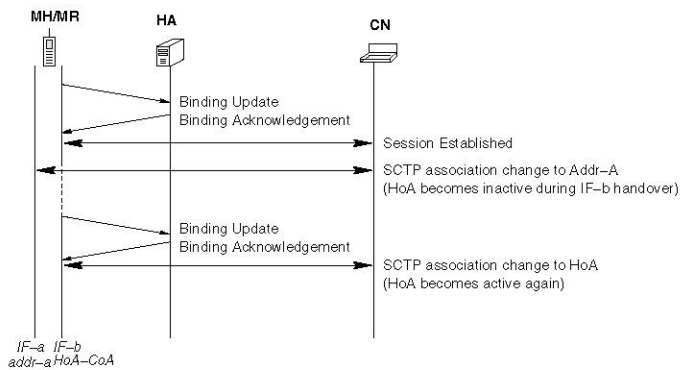 MH/MR
HA
CN
Binding Update
Binding Acknowledgement
Session Established
SCTP association change to Addr–A
(HoA becomes inactive during IF–b handover)
Binding Update
Binding Acknowledgement
SCTP association change to HoA
(HoA becomes active again)
IF–a IF–b
addr–a HoA–CoA